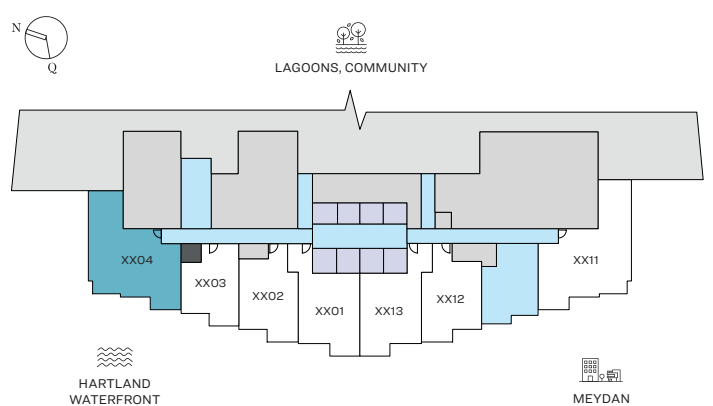 N
Q
LAGOONS, COMMUNITY
XX04
XX03
XX02
XX01
XX13
XX12
XX11
HARTLAND
WATERFRONT
MEYDAN